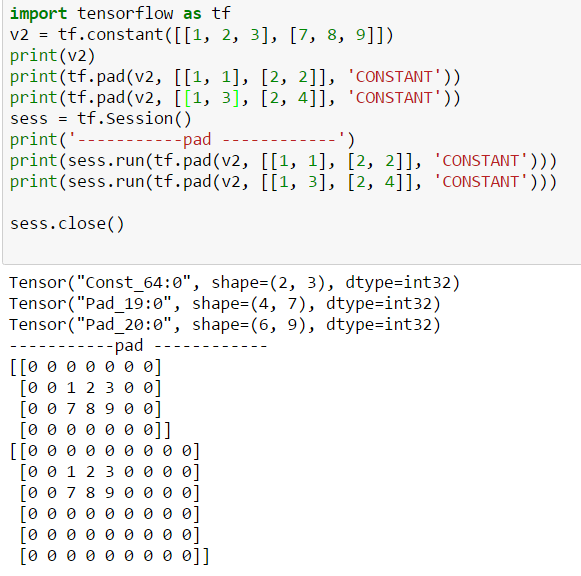 import tensorflow as tf
v2 = tf.constant([[1, 2, 3], [7, 8, 9]])
print(v2)
print(tf.pad(v2, [[1, 1], [2, 2]], 'CONSTANT'))
print(tf.pad(v2, [[1, 3], [2, 4]], 'CONSTANT'))
sess = tf.Session()
print('-----------pad ------------')
print(sess.run(tf.pad(v2, [[1, 1], [2, 2]], 'CONSTANT')))
print(sess.run(tf.pad(v2, [[1, 3], [2, 4]], 'CONSTANT')))
sess.close()
Tensor("Const_64:0", shape=(2, 3), dtype=int32)
Tensor("Pad_19:0", shape=(4, 7), dtype=int32)
Tensor("Pad_20:0", shape=(6, 9), dtype=int32)
-----------pad ------------
[[0 0 0 0 0 0 0]
 [0 0 1 2 3 0 0]
 [0 0 7 8 9 0 0]
 [0 0 0 0 0 0 0]]
[[0 0 0 0 0 0 0 0 0]
 [0 0 1 2 3 0 0 0 0]
 [0 0 7 8 9 0 0 0 0]
 [0 0 0 0 0 0 0 0 0]
 [0 0 0 0 0 0 0 0 0]
 [0 0 0 0 0 0 0 0 0]]